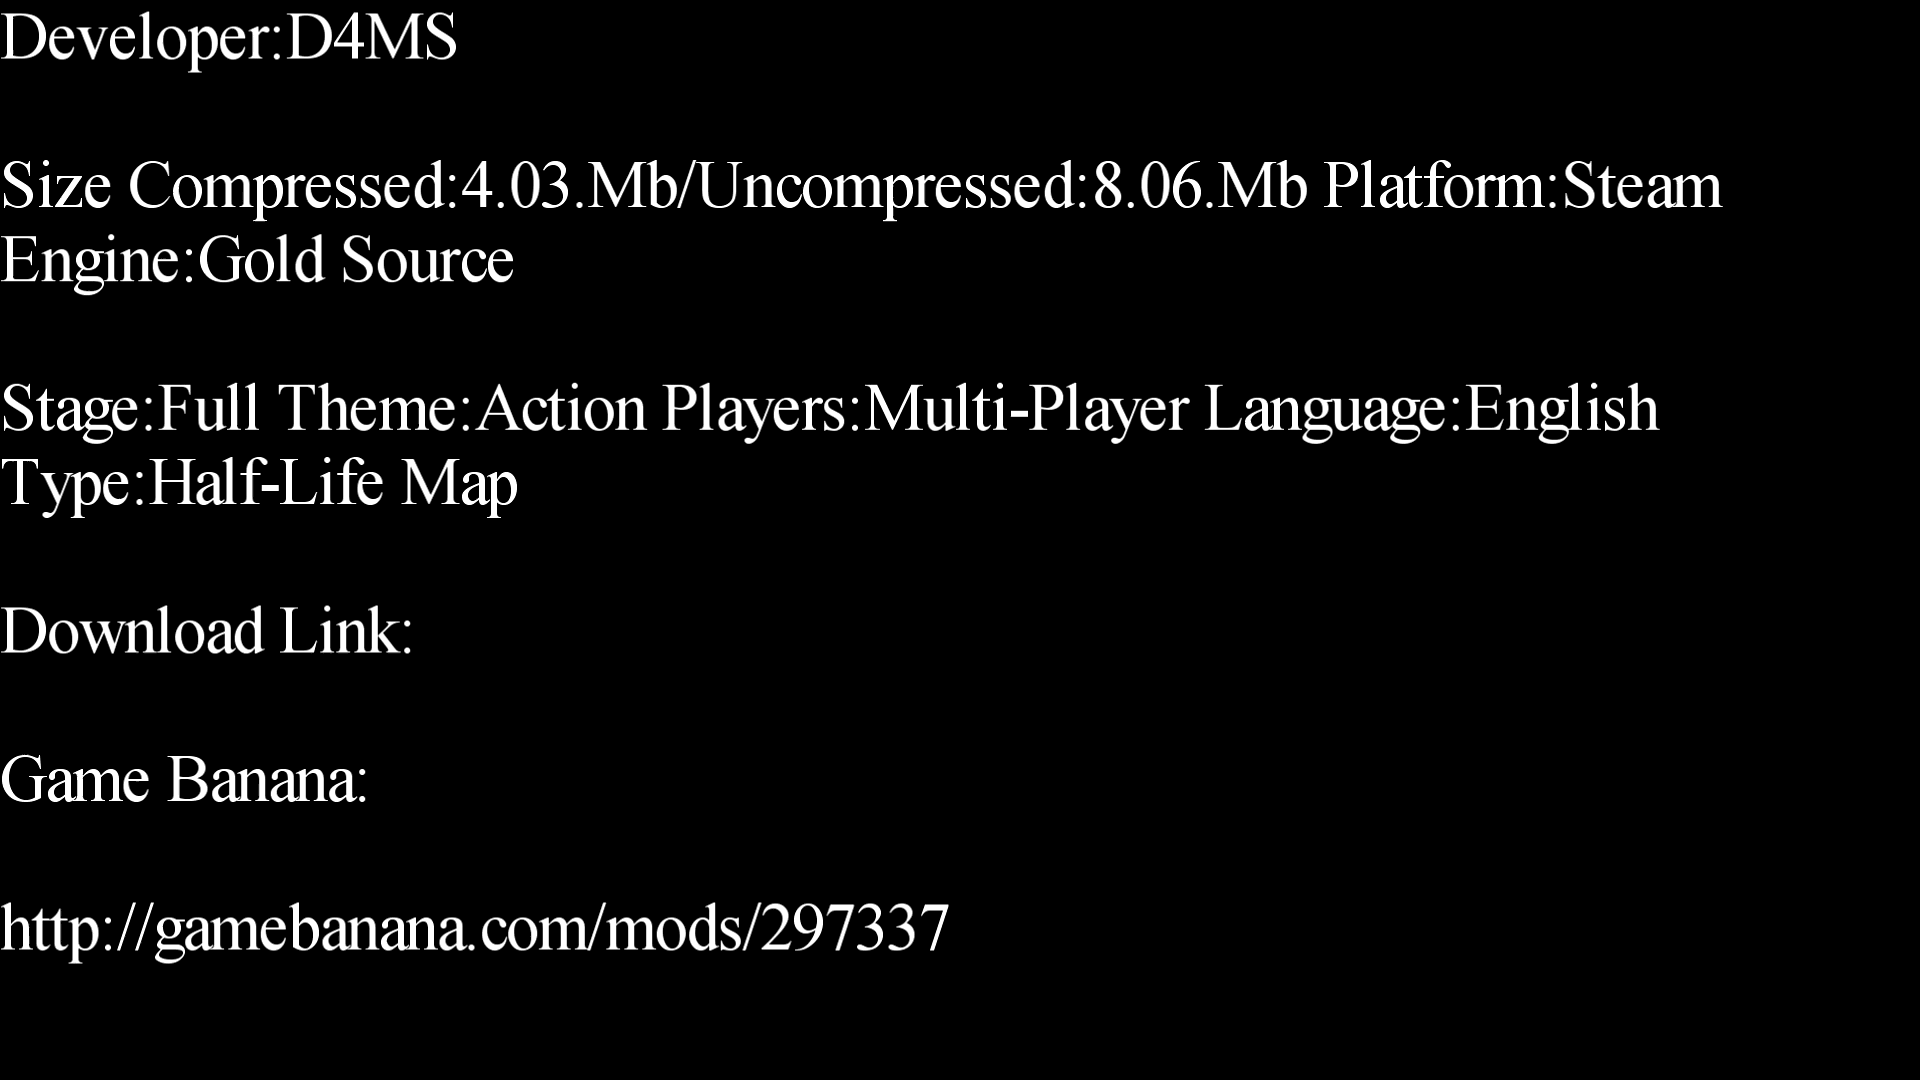 Developer:D4MS
Size Compressed:4.03.Mb/Uncompressed:8.06.Mb Platform:Steam
Engine:Gold Source
Stage:Full Theme:Action Players:Multi-Player Language:English
Type:Half-Life Map
Download Link:
Game Banana:
http://gamebanana.com/mods/297337